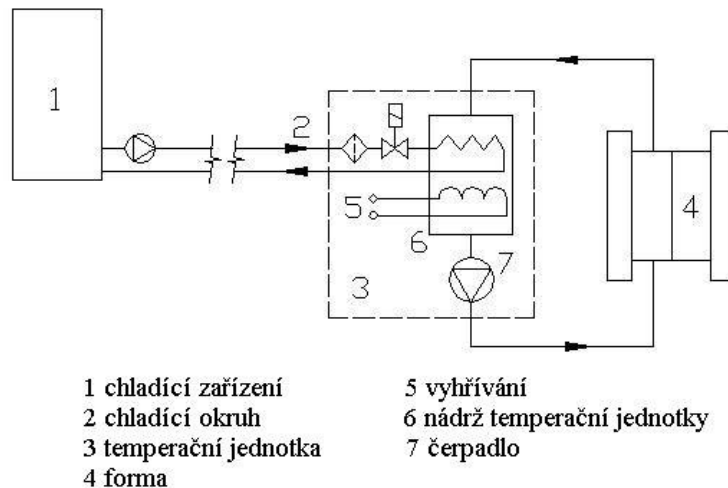 1
2
3
4
5
6
7
1 chladící zařízení
2 chladící okruh
3 temperační jednotka
4 forma
5 vyhřívání
6 nádrž temperační jednotky
7 čerpadlo